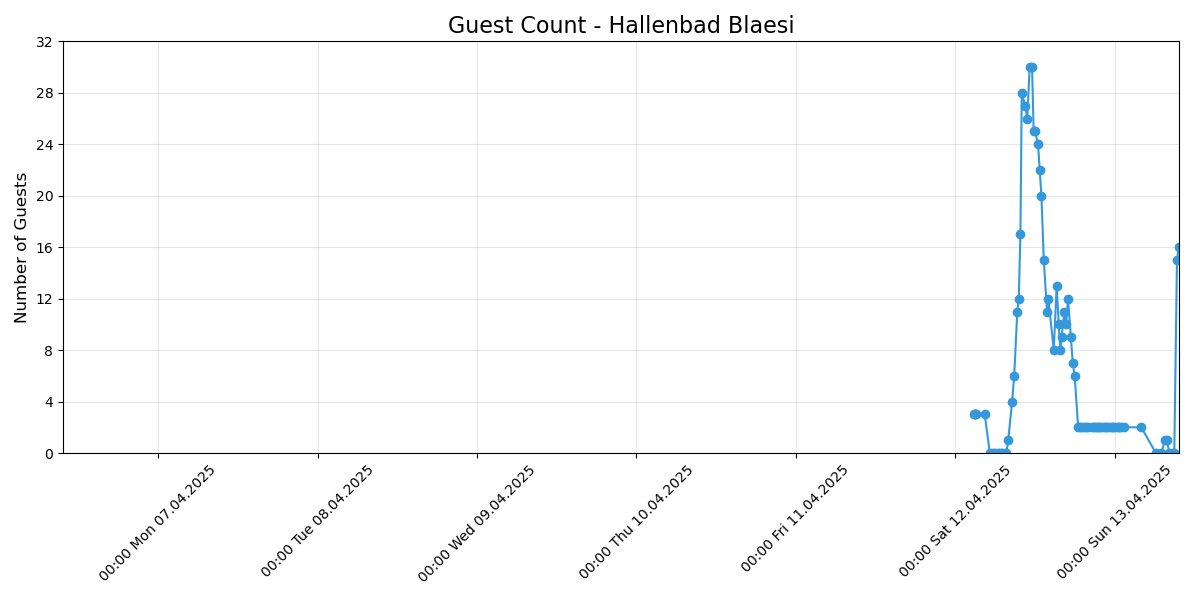 Guest Count - Hallenbad Blaesi
32
28
24
20
16
12
8
4
0
Number of Guests
00:00 Mon 07.04.2025
00:00 Tue 08.04.2025
00:00 Wed 09.04.2025
00:00 Thu 10.04.2025
00:00 Fri 11.04.2025
00:00 Sat 12.04.2025
00:00 Sun 13.04.2025